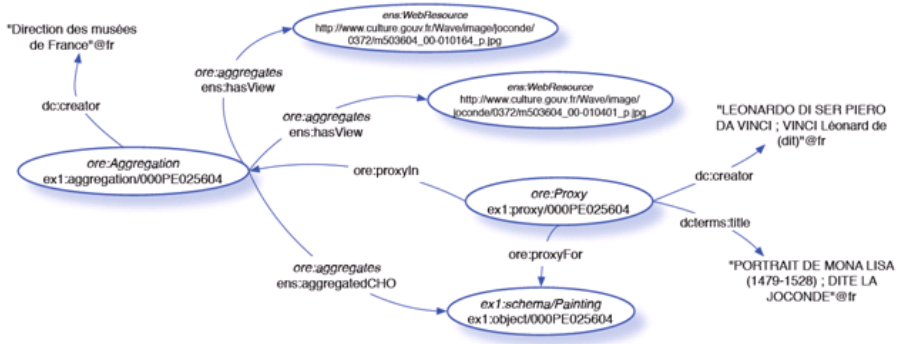 "Direction des musées
de France"@fr
dc:creator
ore:Aggregation
ex1:aggregation/000PE025604
ore:aggregates
ens:hasView
ens:WebResource
http://www.culture.gouv.fr/Wave/image/joconde/
0372/m503604_00-010164_p.jpg
ore:aggregates
ens:hasView
ens:WebResource
http://www.culture.gouv.fr/Wave/image/
joconde/0372/m503604_00-010401_p.jpg
ore:proxyIn
ore:Proxy
ex1:proxy/000PE025604
dc:creator
"LEONARDO DI SER PIERO
DA VINCI ; VINCI Léonard de
(dit)"@fr
dcterms:title
"PORTRAIT DE MONA LISA
(1479-1528) ; DITE LA
JOCONDE"@fr
ore:proxyFor
ore:aggregates
ens:aggregatedCHO
ex1:schema/Painting
ex1:object/000PE025604